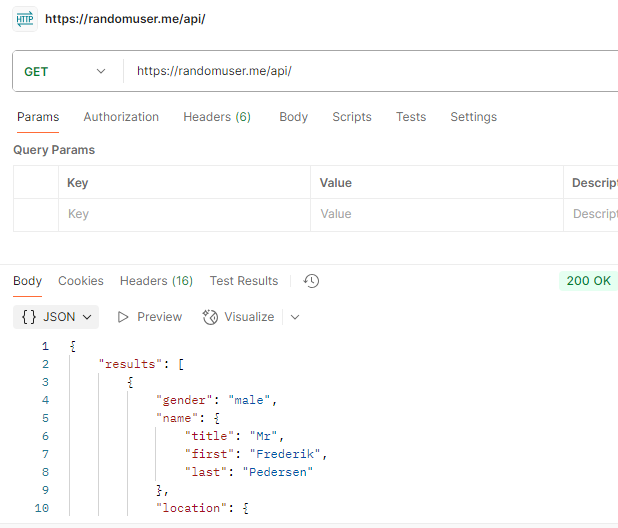 HTTP https://randomuser.me/api/
GET https://randomuser.me/api/
Params Authorization Headers (6) Body Scripts Tests Settings
Query Params
Key Value Descript
Key Value Descript
Body Cookies Headers (16) Test Results 200 OK
{} JSON Preview Visualize
1 {
2 "results": [
3 {
4 "gender": "male",
5 "name": {
6 "title": "Mr",
7 "first": "Frederik",
8 "last": "Pedersen"
9 },
10 "location": {